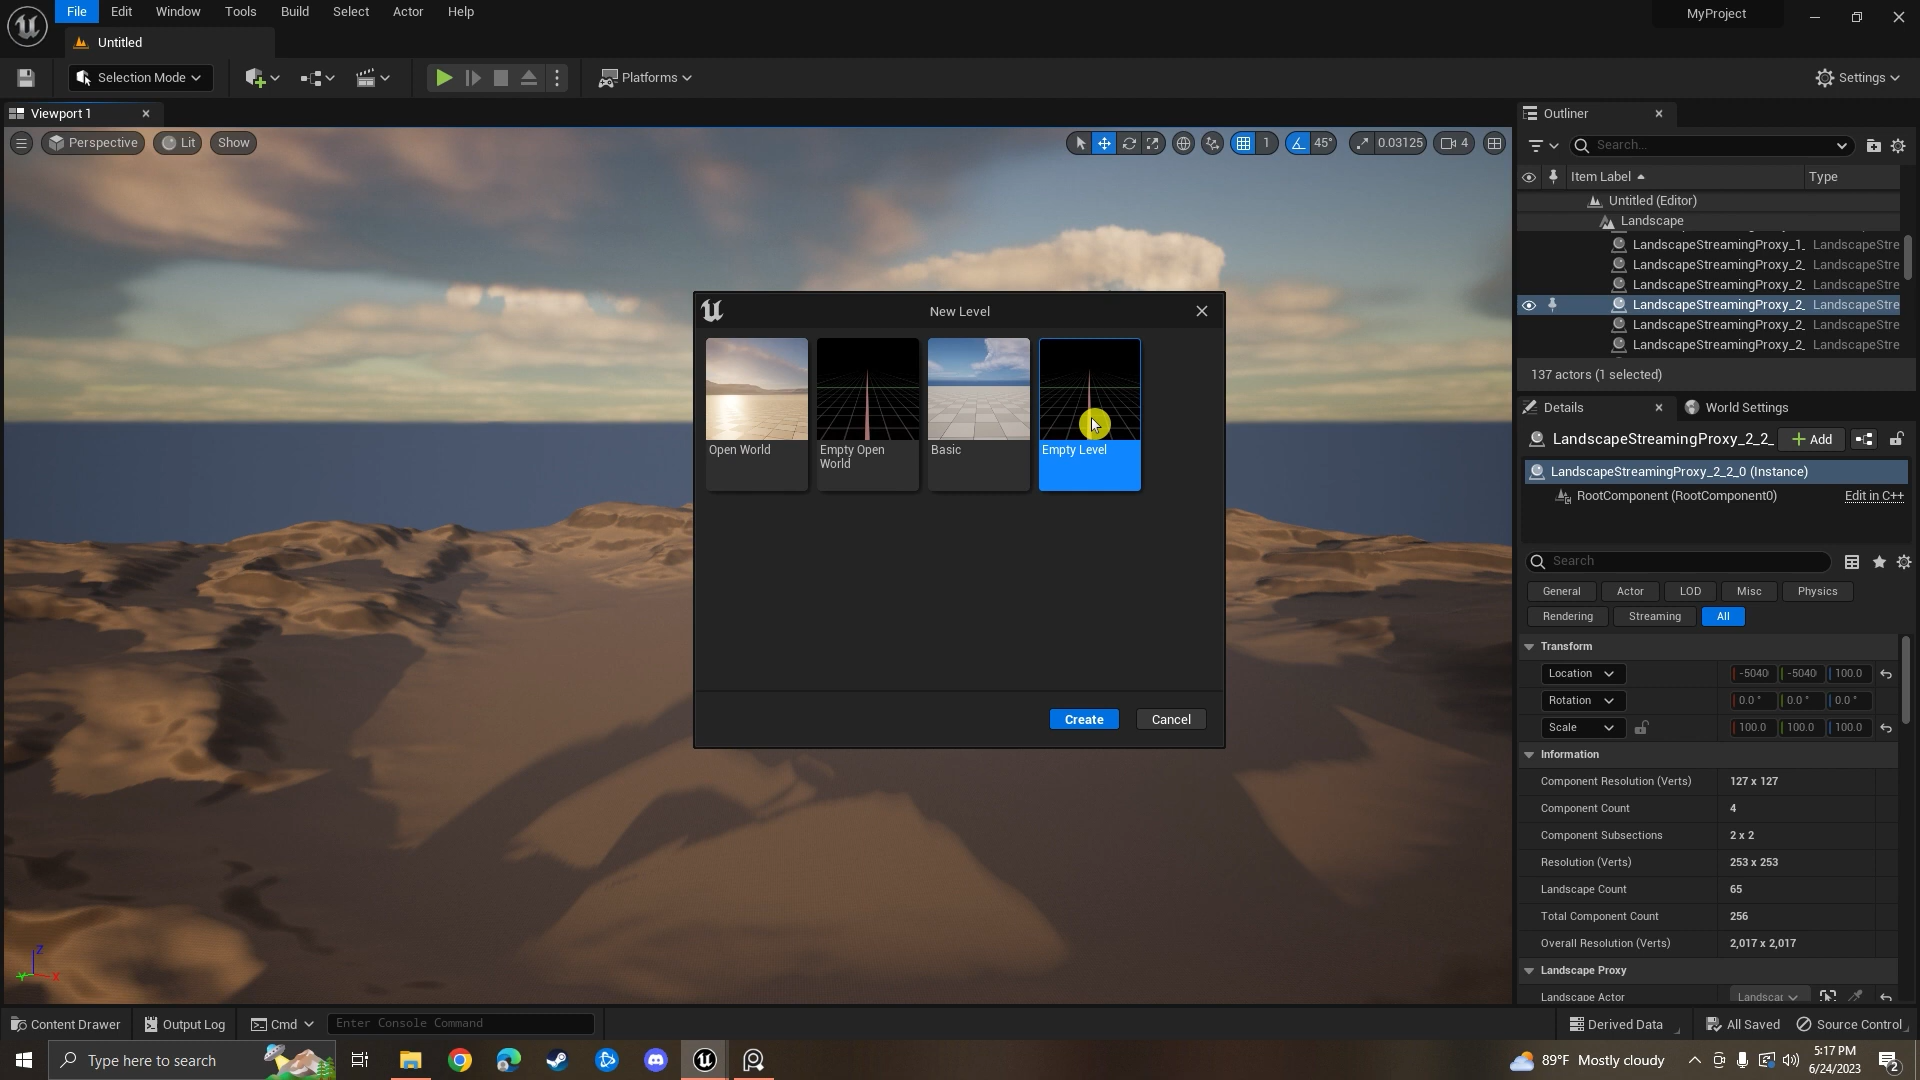 File Edit Window Tools Build Select Actor Help
MyProject
Untitled
Selection Mode
Platforms
Settings
Viewport 1
Outliner
Perspective Lit Show
1 45° 0.03125 4
Search...
Item Label Type
Untitled (Editor)
Landscape
LandscapeStreamingProxy_1_ LandscapeStre
LandscapeStreamingProxy_2_ LandscapeStre
LandscapeStreamingProxy_2_ LandscapeStre
LandscapeStreamingProxy_2_ LandscapeStre
LandscapeStreamingProxy_2_ LandscapeStre
LandscapeStreamingProxy_2_ LandscapeStre
137 actors (1 selected)
New Level
Open World
Empty Open World
Basic
Empty Level
Create Cancel
Details World Settings
LandscapeStreamingProxy_2_2_ Add
LandscapeStreamingProxy_2_2_0 (Instance)
RootComponent (RootComponent0) Edit in C++
Search
General Actor LOD Misc Physics
Rendering Streaming All
Transform
Location -5040 -5040 100.0
Rotation 0.0 ° 0.0 ° 0.0 °
Scale 100.0 100.0 100.0
Information
Component Resolution (Verts) 127 x 127
Component Count 4
Component Subsections 2 x 2
Resolution (Verts) 253 x 253
Landscape Count 65
Total Component Count 256
Overall Resolution (Verts) 2,017 x 2,017
Landscape Proxy
Landscape Actor Landscap
Z
Y X
Content Drawer Output Log Cmd Enter Console Command
Derived Data All Saved Source Control
Type here to search
89°F Mostly cloudy
5:17 PM
6/24/2023
2